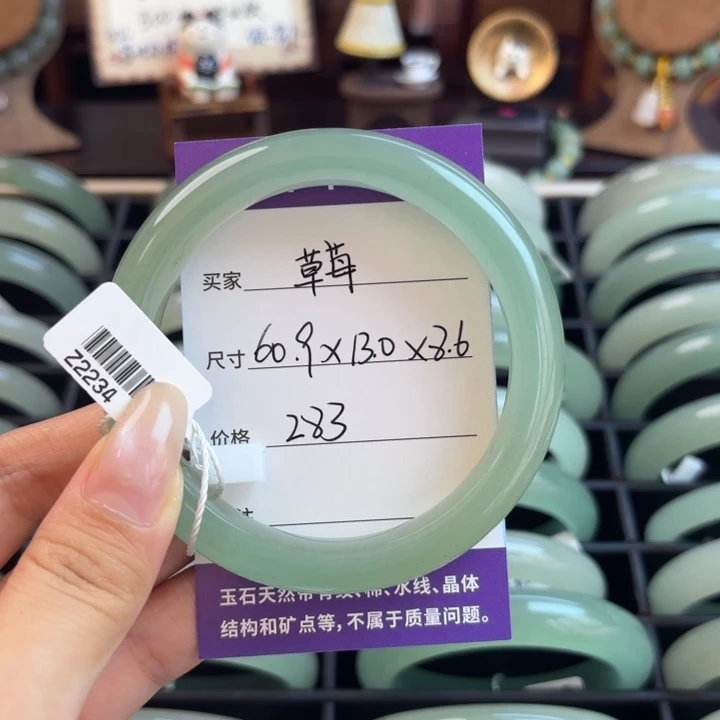 买家 草莓
尺寸 60.9×13.0×8.6
Z2234
价格 283
玉石天然带有纹、棉、水线、晶体
结构和矿点等，不属于质量问题。